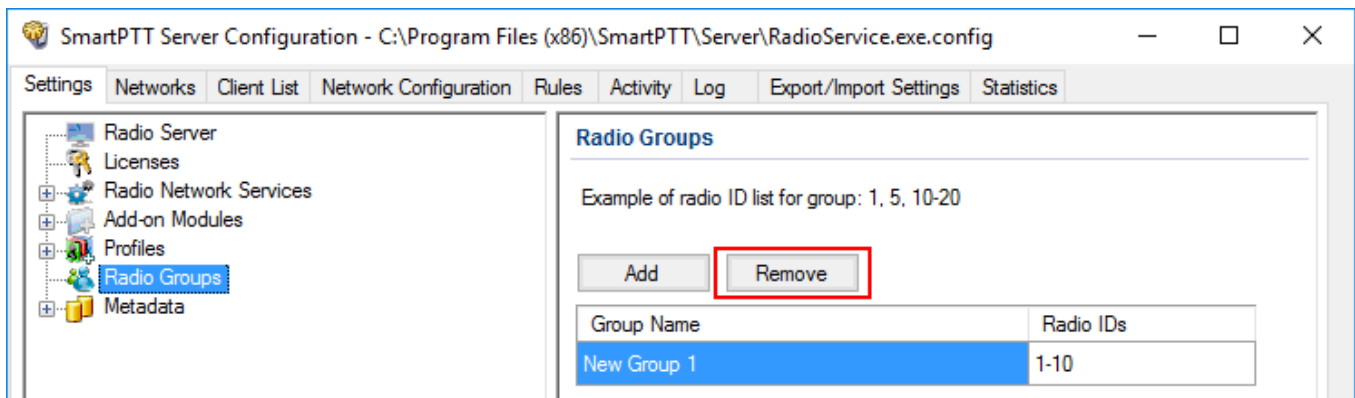 SmartPTT Server Configuration - C:\Program Files (x86)\SmartPTT\Server\RadioService.exe.config
Settings Networks Client List Network Configuration Rules Activity Log Export/Import Settings Statistics
Radio Server
Licenses
Radio Network Services
Add-on Modules
Profiles
Radio Groups
Metadata
Radio Groups
Example of radio ID list for group: 1, 5, 10-20
Add Remove
Group Name Radio IDs
New Group 1 1-10